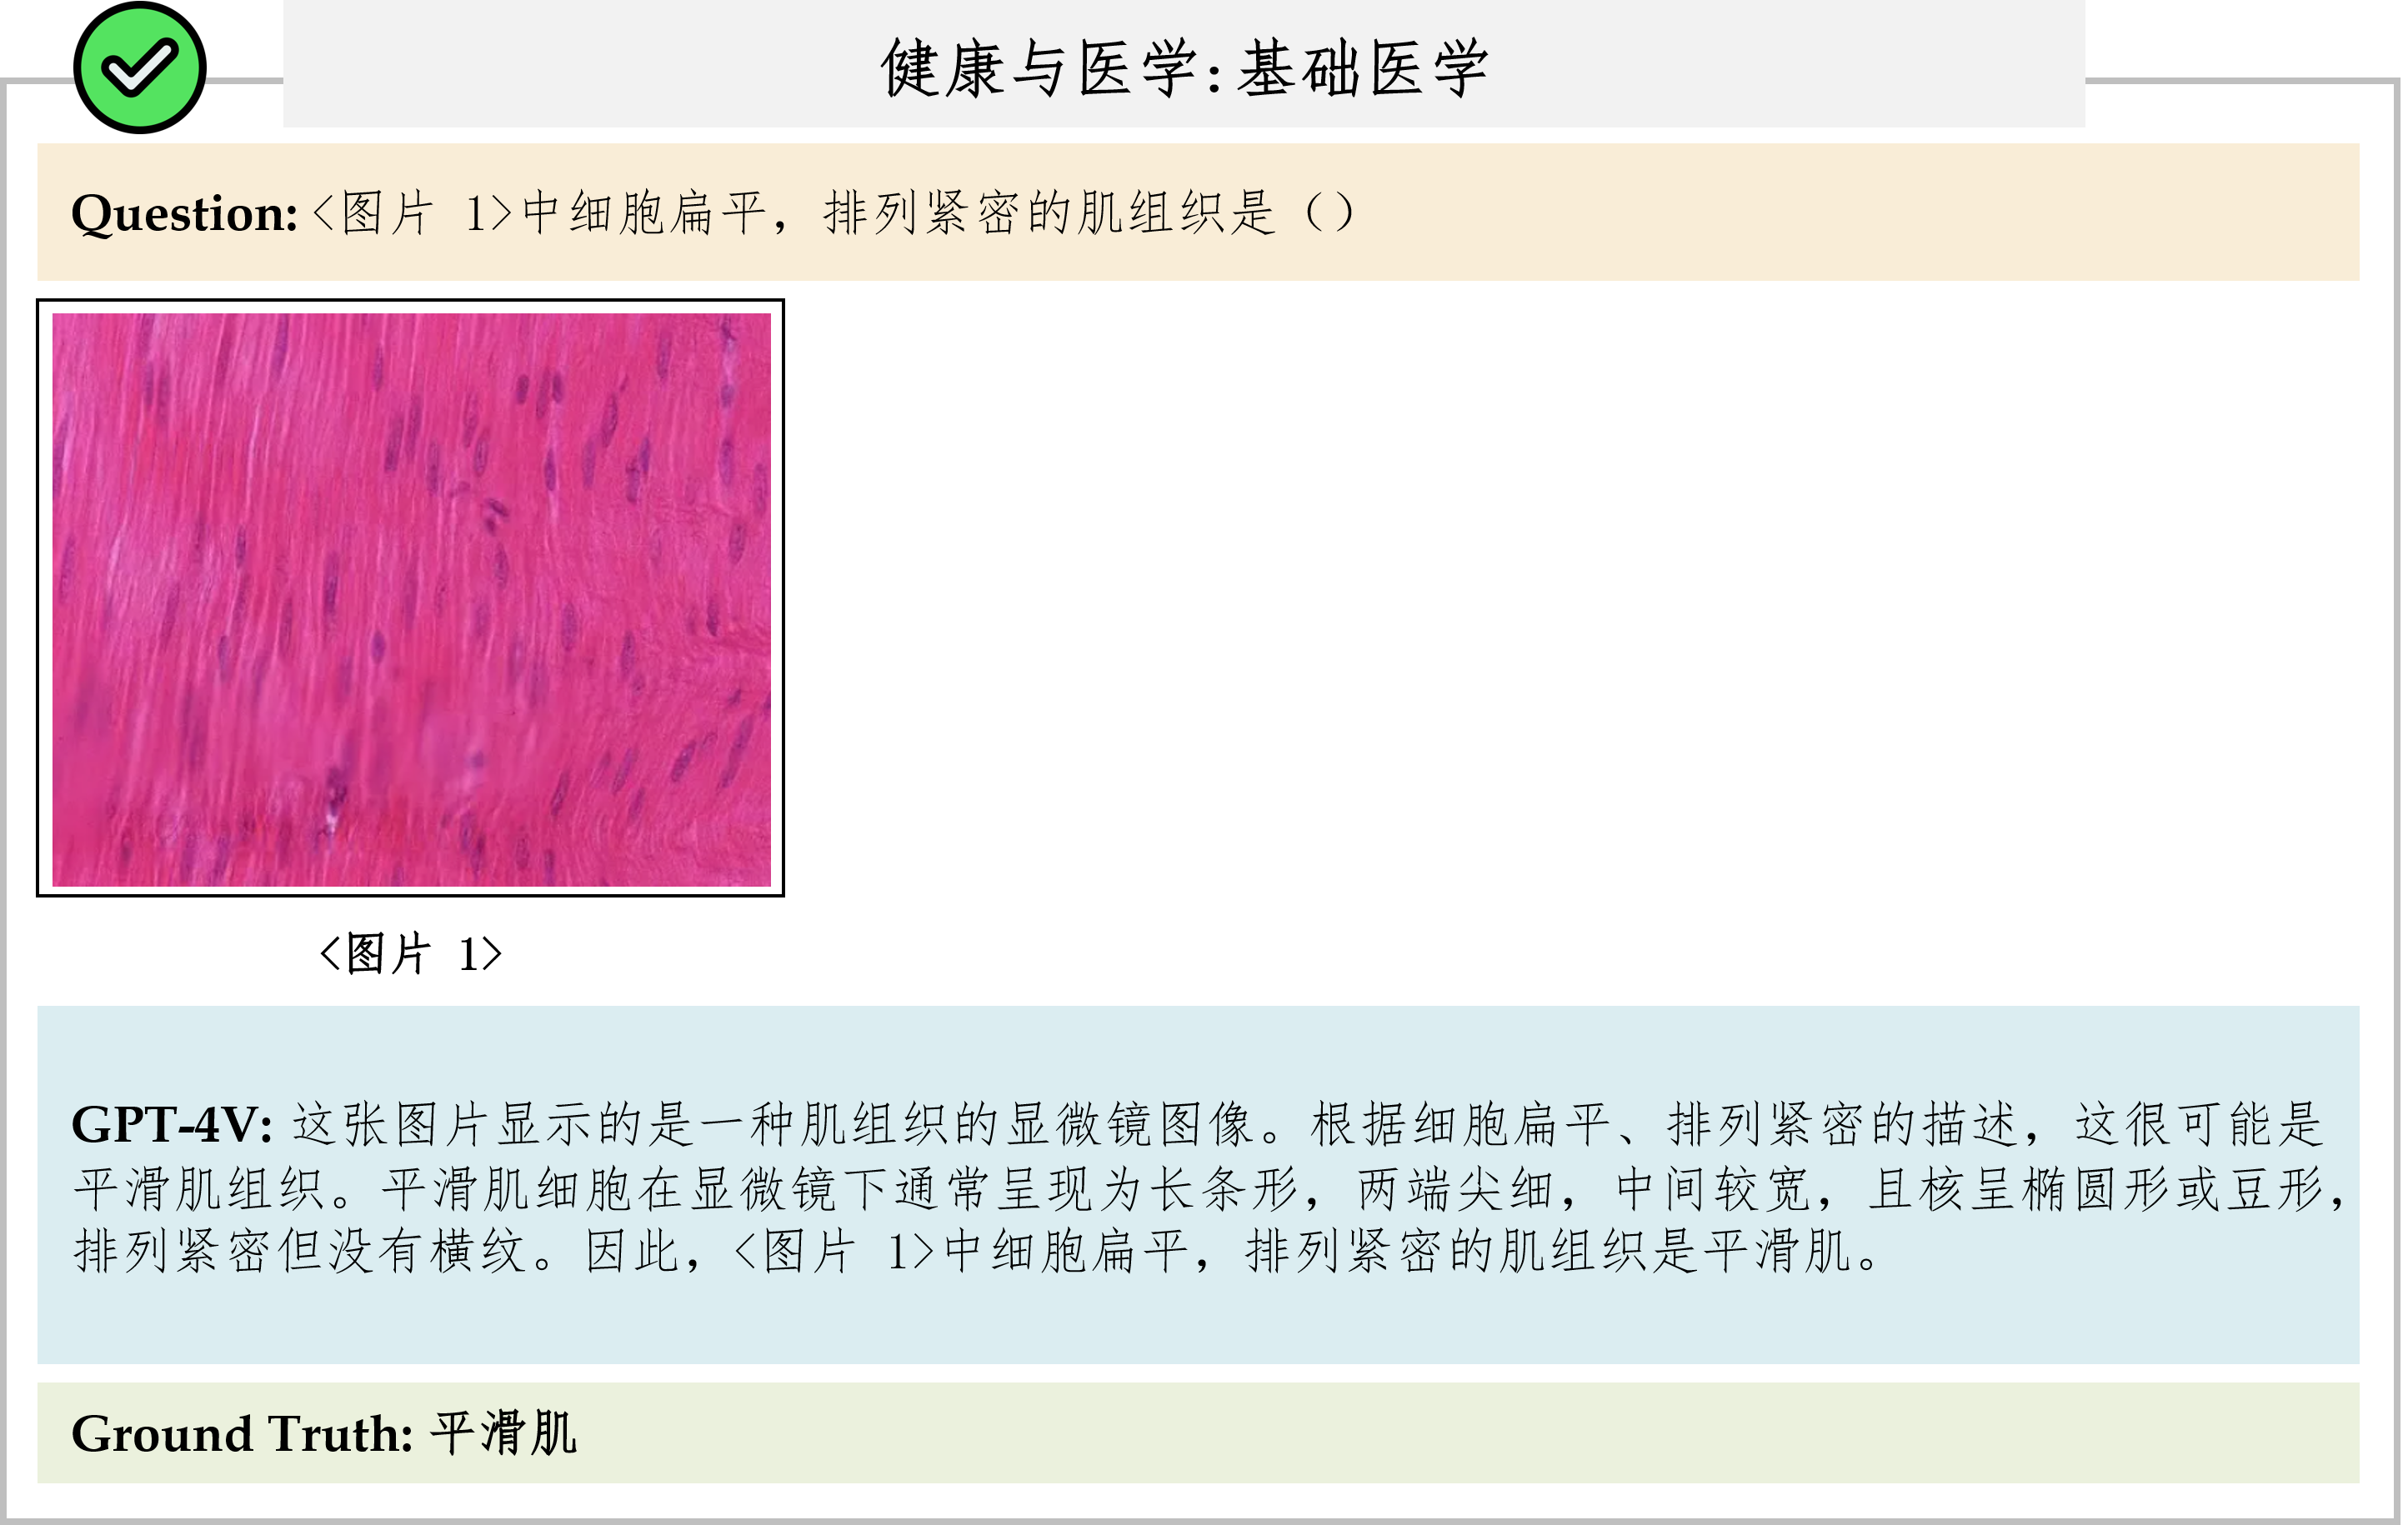 健康与医学:基础医学
Question: <图片 1>中细胞扁平，排列紧密的肌组织是（）
<图片 1>
GPT-4V: 这张图片显示的是一种肌组织的显微镜图像。根据细胞扁平、排列紧密的描述，这很可能是
平滑肌组织。平滑肌细胞在显微镜下通常呈现为长条形，两端尖细，中间较宽，且核呈椭圆形或豆形，
排列紧密但没有横纹。因此，<图片 1>中细胞扁平，排列紧密的肌组织是平滑肌。
Ground Truth: 平滑肌